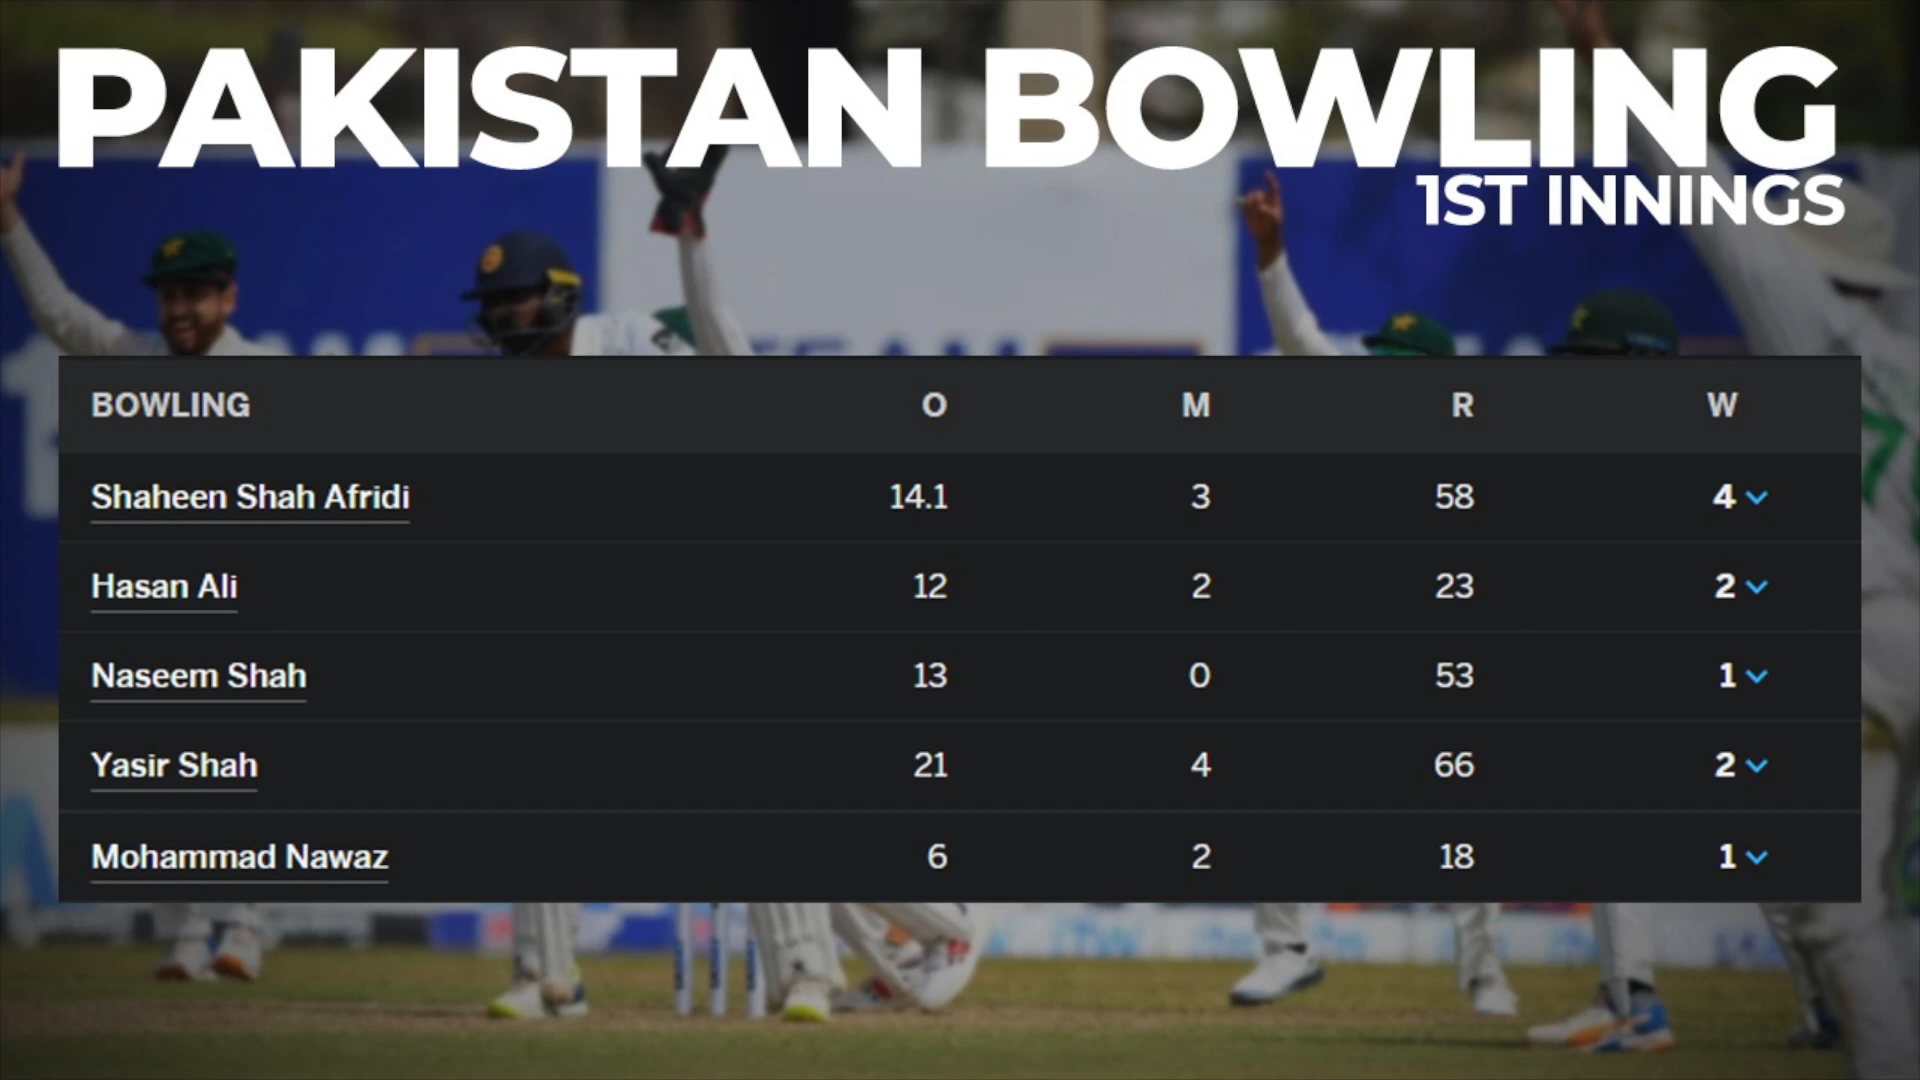 PAKISTAN BOWLING
1ST INNINGS
BOWLING O M R W
Shaheen Shah Afridi 14.1 3 58 4
Hasan Ali 12 2 23 2
Naseem Shah 13 0 53 1
Yasir Shah 21 4 66 2
Mohammad Nawaz 6 2 18 1